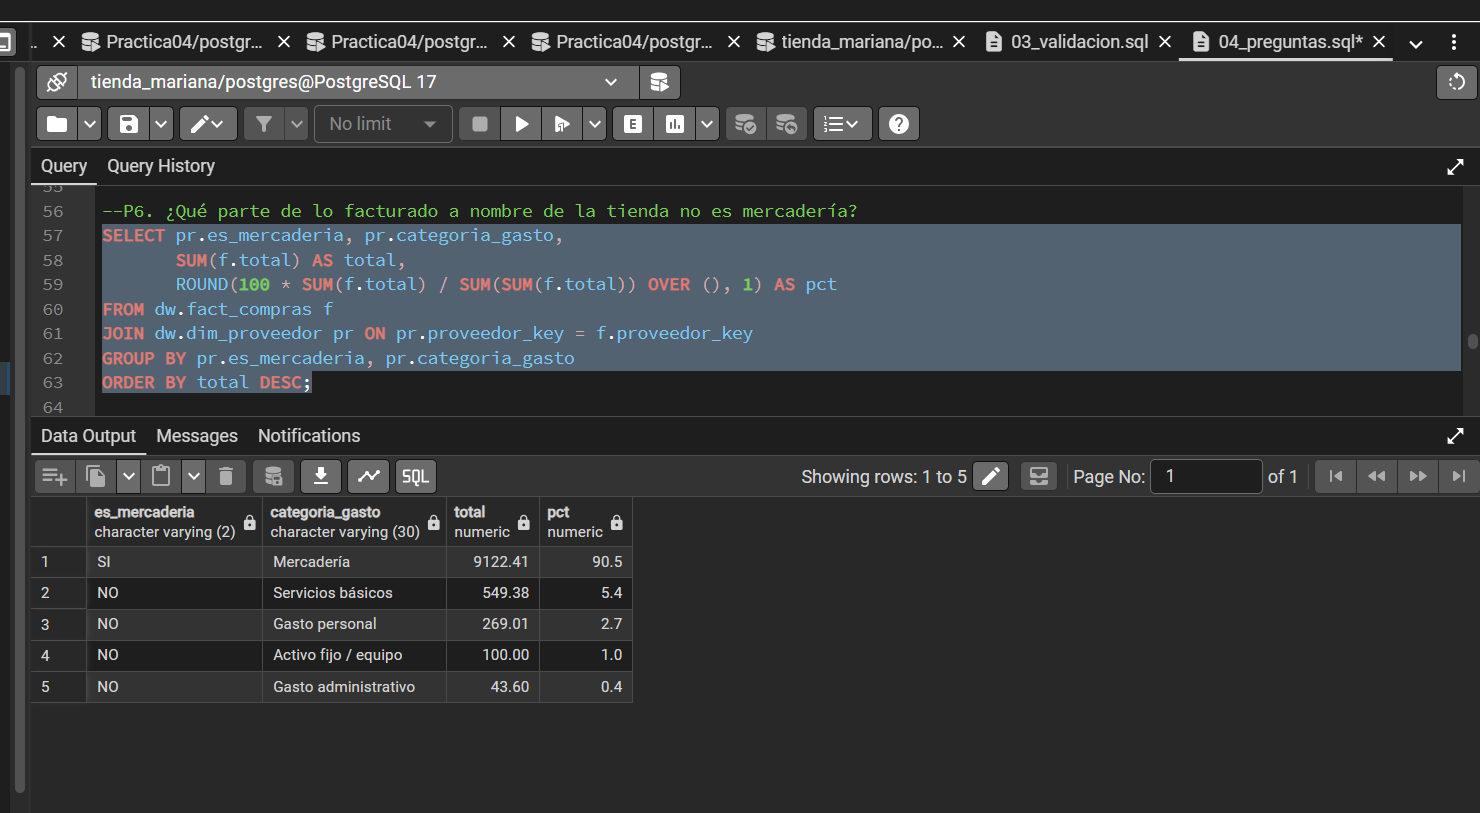 .. Practica04/postgr... Practica04/postgr... Practica04/postgr... tienda_mariana/po... 03_validacion.sql 04_preguntas.sql*
tienda_mariana/postgres@PostgreSQL 17
No limit E
Query Query History
55
56 --P6. ¿Qué parte de lo facturado a nombre de la tienda no es mercadería?
57 SELECT pr.es_mercaderia, pr.categoria_gasto,
58 SUM(f.total) AS total,
59 ROUND(100 * SUM(f.total) / SUM(SUM(f.total)) OVER (), 1) AS pct
60 FROM dw.fact_compras f
61 JOIN dw.dim_proveedor pr ON pr.proveedor_key = f.proveedor_key
62 GROUP BY pr.es_mercaderia, pr.categoria_gasto
63 ORDER BY total DESC;
64
Data Output Messages Notifications
SQL Showing rows: 1 to 5 Page No: 1 of 1
es_mercaderia categoria_gasto total pct
character varying (2) character varying (30) numeric numeric
1 SI Mercadería 9122.41 90.5
2 NO Servicios básicos 549.38 5.4
3 NO Gasto personal 269.01 2.7
4 NO Activo fijo / equipo 100.00 1.0
5 NO Gasto administrativo 43.60 0.4